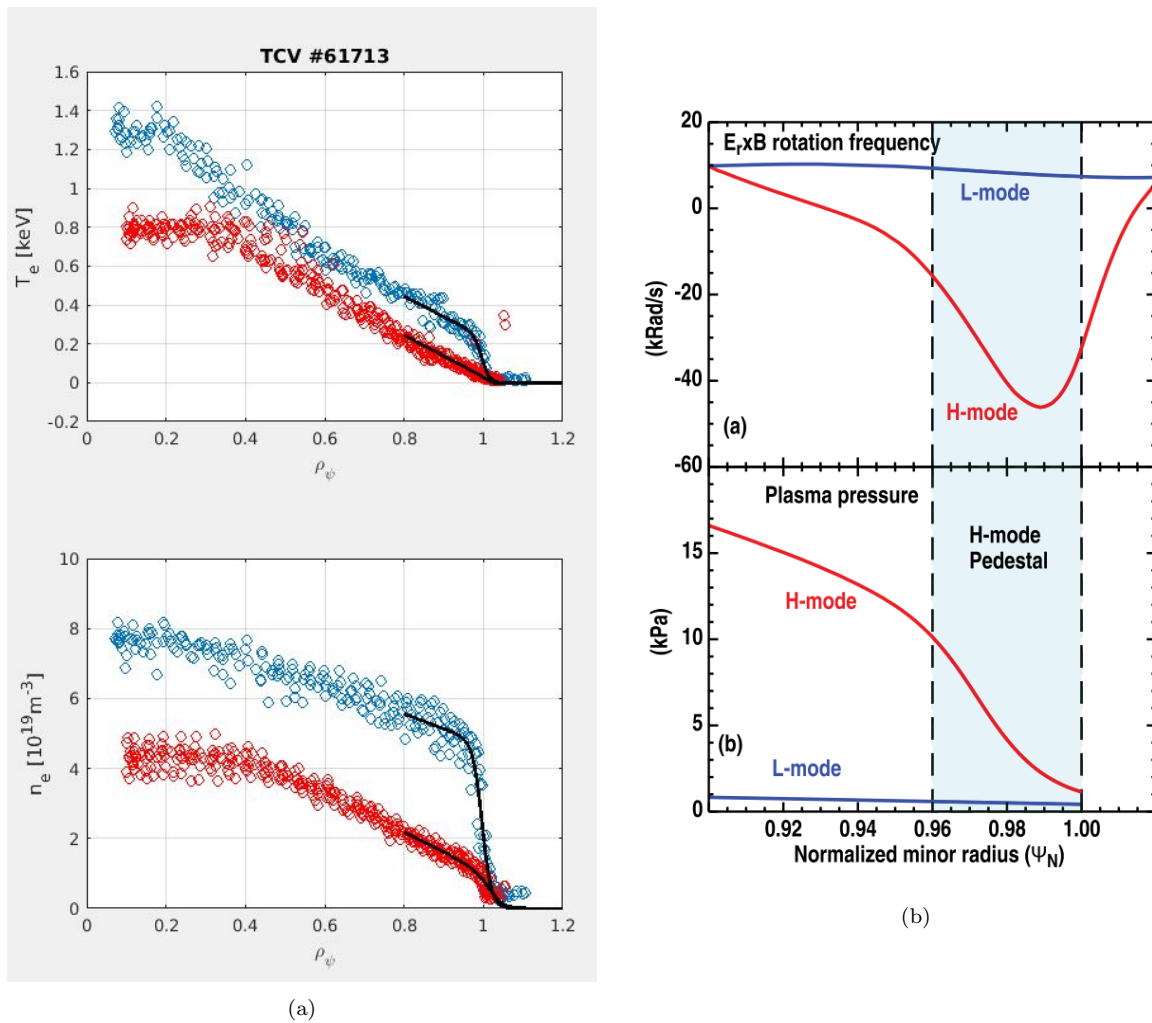 TCV #61713
1.6
1.4
1.2
1
0.8
0.6
0.4
0.2
0
-0.2
T_e [keV]
0 0.2 0.4 0.6 0.8 1 1.2
ρ_ψ
10
8
6
4
2
0
n_e [10^19 m^-3]
0 0.2 0.4 0.6 0.8 1 1.2
ρ_ψ
(a)
20
0
-20
-40
-60
(kRad/s)
E_rxB rotation frequency
L-mode
H-mode
(a)
Plasma pressure
H-mode
Pedestal
H-mode
L-mode
(b)
15
10
5
0
(kPa)
0.92 0.94 0.96 0.98 1.00
Normalized minor radius (Ψ_N)
(b)